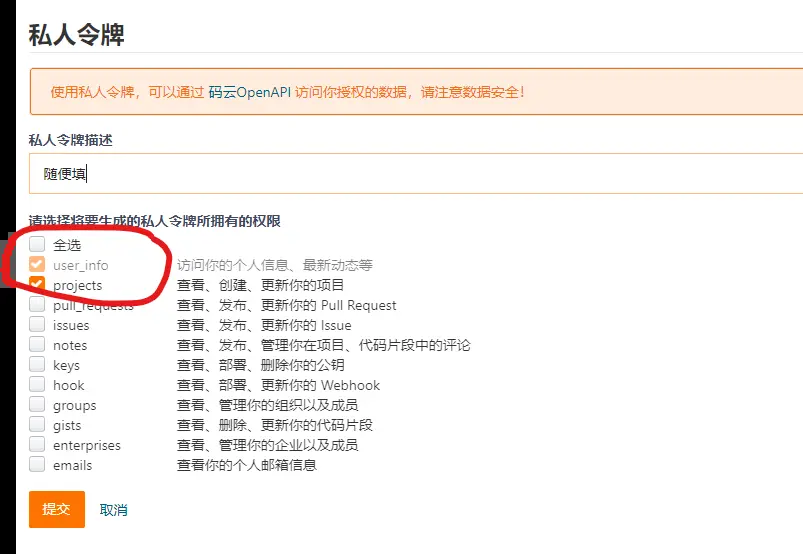 私人令牌
使用私人令牌，可以通过 码云OpenAPI 访问你授权的数据，请注意数据安全！
私人令牌描述
随便填
请选择将要生成的私人令牌所拥有的权限
全选
user_info 访问你的个人信息、最新动态等
projects 查看、创建、更新你的项目
pull_requests 查看、发布、更新你的 Pull Request
issues 查看、发布、更新你的 Issue
notes 查看、发布、管理你在项目、代码片段中的评论
keys 查看、部署、删除你的公钥
hook 查看、部署、更新你的 Webhook
groups 查看、管理你的组织以及成员
gists 查看、删除、更新你的代码片段
enterprises 查看、管理你的企业以及成员
emails 查看你的个人邮箱信息
提交 取消